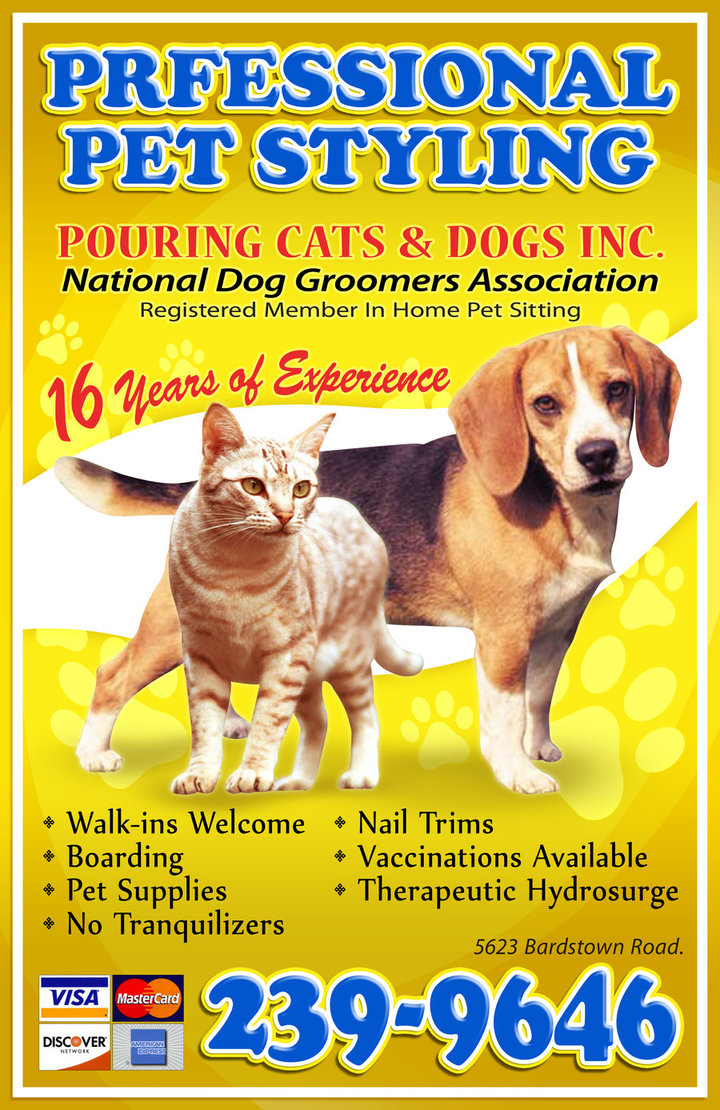 PRFESSIONAL
PET STYLING
POURING CATS & DOGS INC.
National Dog Groomers Association
Registered Member In Home Pet Sitting
16 Years of Experience
Walk-ins Welcome
Boarding
Pet Supplies
No Tranquilizers
Nail Trims
Vaccinations Available
Therapeutic Hydrosurge
5623 Bardstown Road.
VISA
MasterCard
DISCOVER
NETWORK
AMERICAN
EXPRESS
239-9646